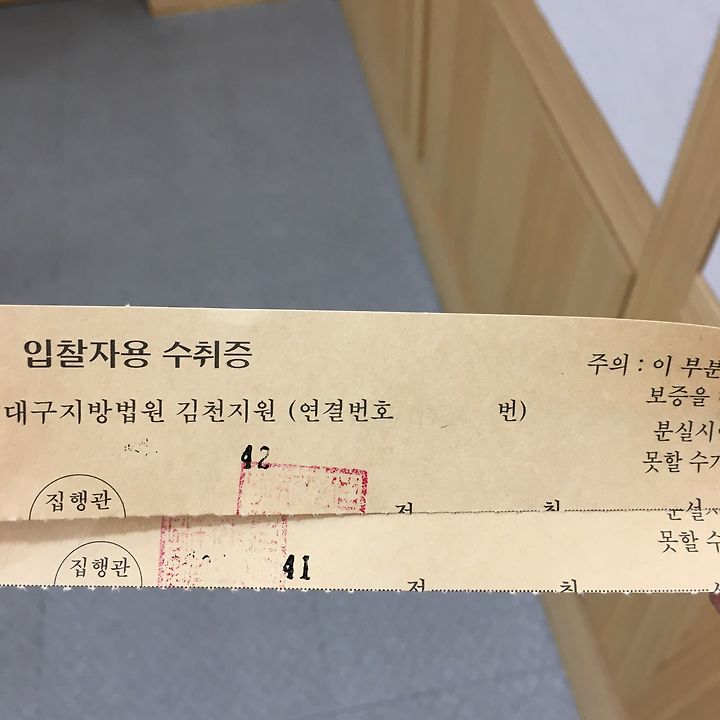 입찰자용 수취증
주의 : 이 부분
대구지방법원 김천지원 (연결번호 번)
보증을
분실시
42
못할 수가
집행관
집행관
41
못할 수